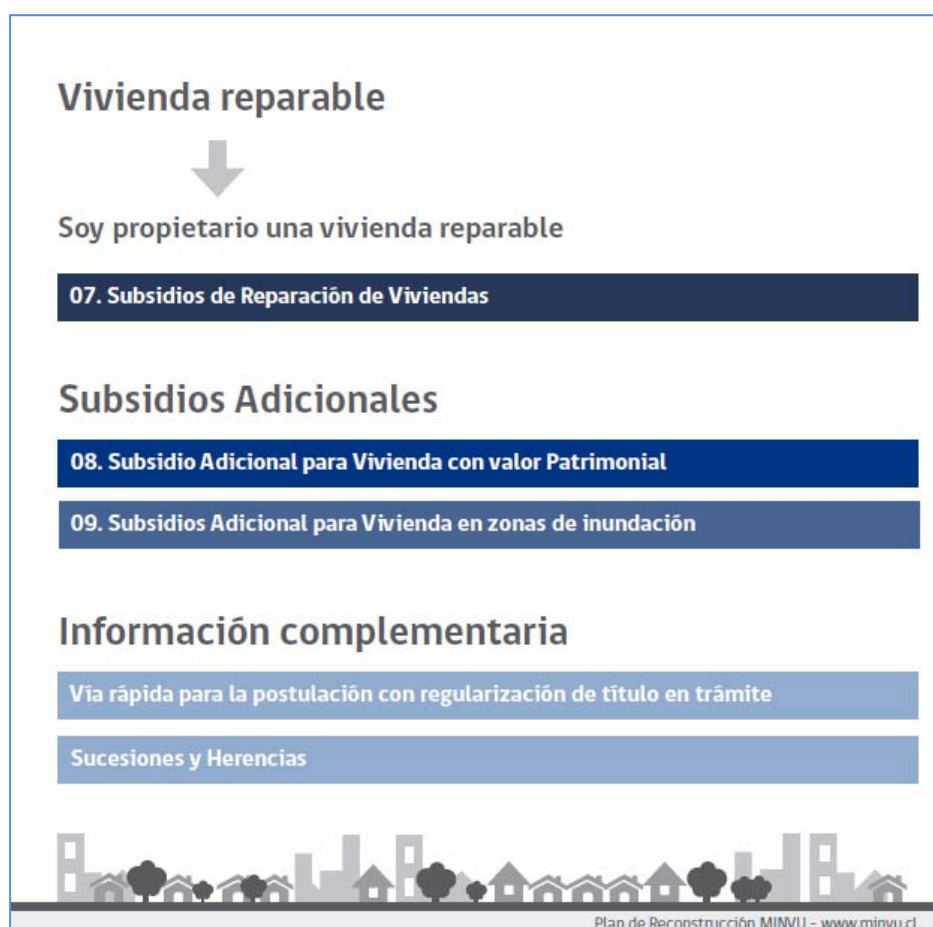 Vivienda reparable
Soy propietario una vivienda reparable
07. Subsidios de Reparación de Viviendas
Subsidios Adicionales
08. Subsidio Adicional para Vivienda con valor Patrimonial
09. Subsidios Adicional para Vivienda en zonas de inundación
Información complementaria
Vía rápida para la postulación con regularización de título en trámite
Sucesiones y Herencias
Plan de Reconstrucción MINVU - www.minvu.cl